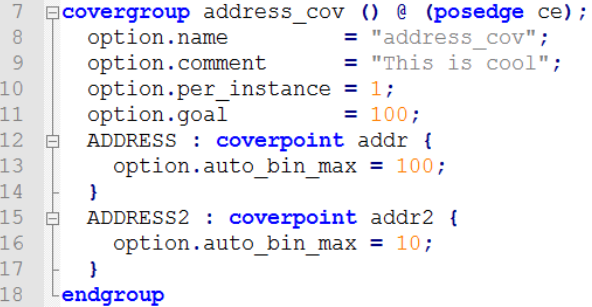 7 covergroup address_cov () @ (posedge ce);
8 option.name = "address_cov";
9 option.comment = "This is cool";
10 option.per_instance = 1;
11 option.goal = 100;
12 ADDRESS : coverpoint addr {
13 option.auto_bin_max = 100;
14 }
15 ADDRESS2 : coverpoint addr2 {
16 option.auto_bin_max = 10;
17 }
18 endgroup